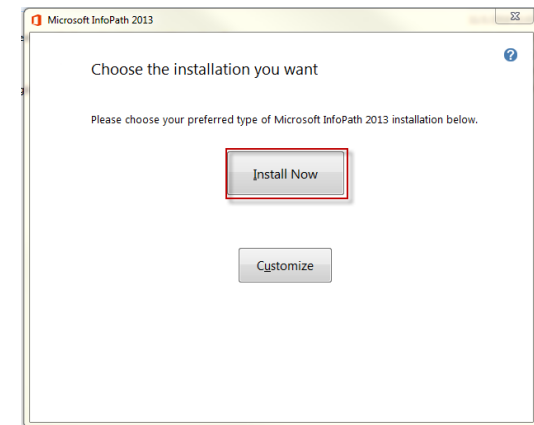 Microsoft InfoPath 2013
Choose the installation you want
Please choose your preferred type of Microsoft InfoPath 2013 installation below.
Install Now
Customize